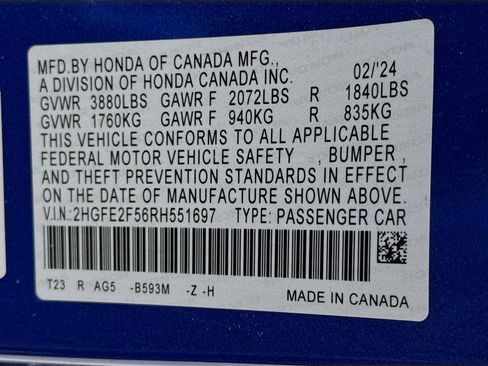 MFD.BY HONDA OF CANADA MFG.,
A DIVISION OF HONDA CANADA INC. 02/'24
GVWR 3880LBS GAWR F 2072LBS R 1840LBS
GVWR 1760KG GAWR F 940KG R 835KG
THIS VEHICLE CONFORMS TO ALL APPLICABLE
FEDERAL MOTOR VEHICLE SAFETY , BUMPER ,
AND THEFT PREVENTION STANDARDS IN EFFECT
ON THE DATE OF MANUFACTURE SHOWN ABOVE.
V.I.N.:2HGFE2F56RH551697 TYPE: PASSENGER CAR
T23 R AG5 -B593M -Z -H
MADE IN CANADA